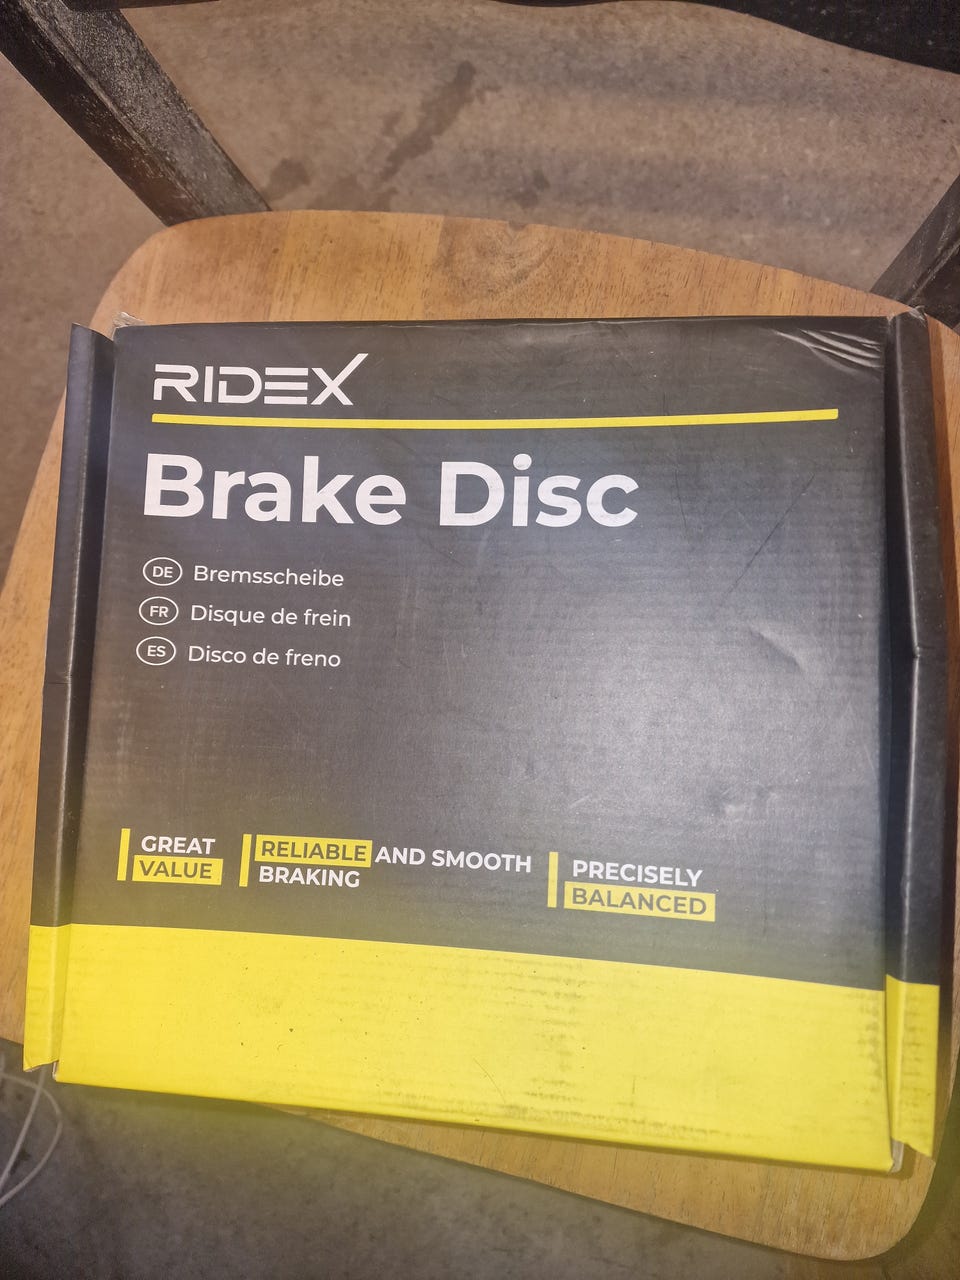 RIDEX
Brake Disc
DE Bremsscheibe
FR Disque de frein
ES Disco de freno
GREAT
VALUE
RELIABLE AND SMOOTH
BRAKING
PRECISELY
BALANCED